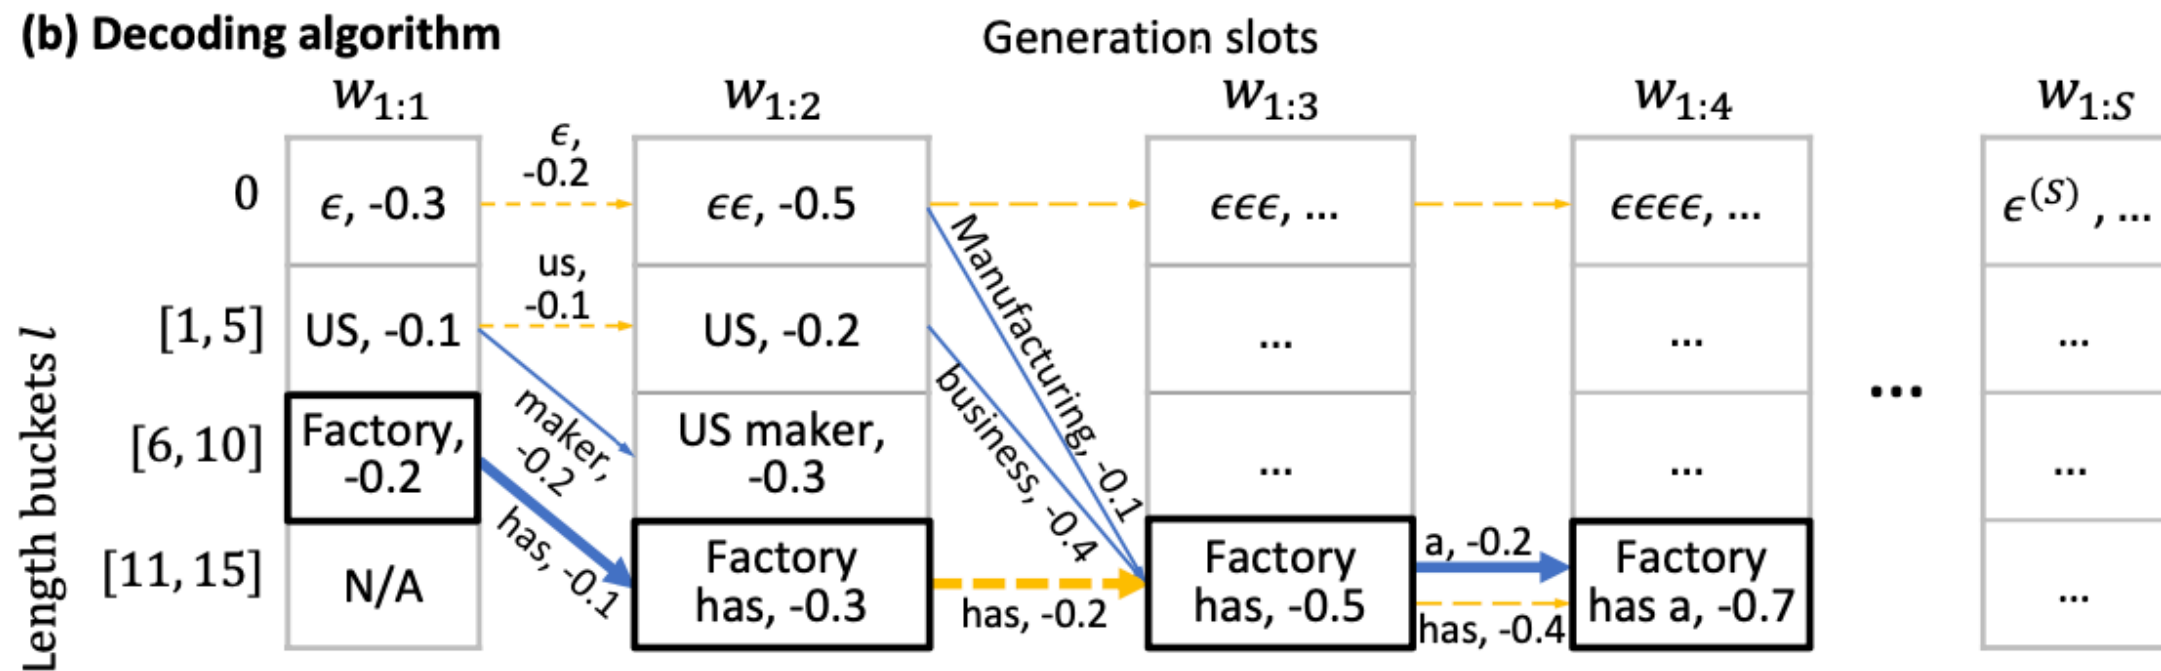 (b) Decoding algorithm
Generation slots
w1:1
w1:2
w1:3
w1:4
w1:S
Length buckets l
0
ϵ, -0.3
ϵ,
-0.2
ϵϵ, -0.5
ϵϵϵ, ...
ϵϵϵϵ, ...
ϵ(S) , ...
[1, 5]
US, -0.1
us,
-0.1
US, -0.2
...
...
...
[6, 10]
Factory,
-0.2
maker,
-0.2
US maker,
-0.3
Manufacturing, -0.1
business, -0.4
...
...
...
...
[11, 15]
N/A
has, -0.1
Factory
has, -0.3
has, -0.2
Factory
has, -0.5
a, -0.2
has, -0.4
Factory
has a, -0.7
...